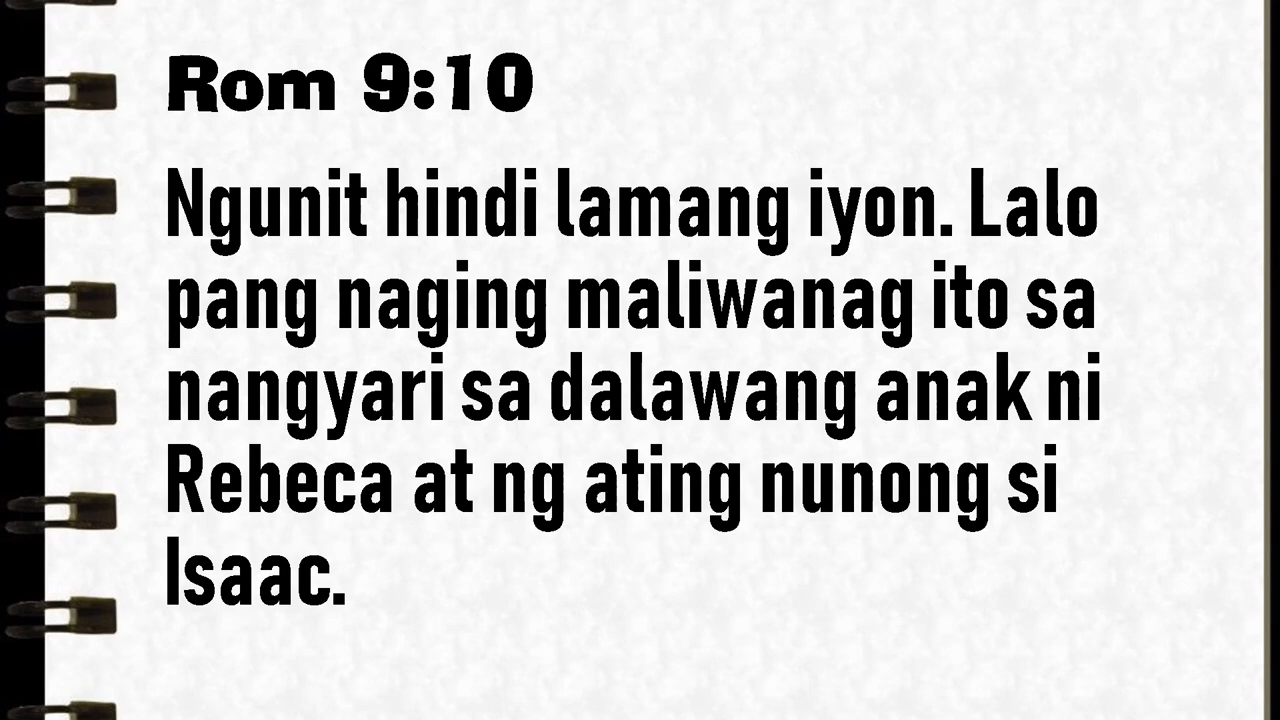 Rom 9:10
Ngunit hindi lamang iyon. Lalo
pang naging maliwanag ito sa
nangyari sa dalawang anak ni
Rebeca at ng ating nunong si
Isaac.